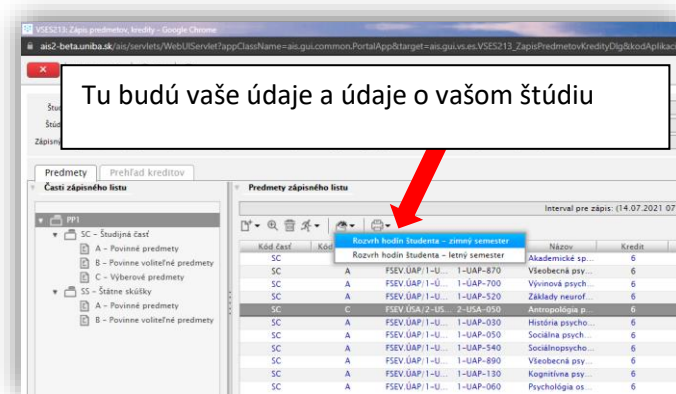 VSES213: Zápis predmetov, kredity - Google Chrome
ais2-beta.uniba.sk/ais/servlets/WebUIServlet?appClassName=ais.gui.common.PortalApp&target=ais.gui.vs.es.VSES213_ZapisPredmetovKredityDlg&kodAplikac
Tu budú vaše údaje a údaje o vašom štúdiu
Štu
Štúd
Zápisný
Predmety Prehľad kreditov
Časti zápisného listu
PP1
SC - Študijná časť
A - Povinné predmety
B - Povinne voliteľné predmety
C - Výberové predmety
SS - Štátne skúšky
A - Povinné predmety
B - Povinne voliteľné predmety
Predmety zápisného listu
Interval pre zápis: (14.07.2021 07
Rozvrh hodín študenta - zimný semester
Rozvrh hodín študenta - letný semester
Kód časť Kód Názov Kredit
SC Akademické sp... 6
SC A FSEV.ÚAP/1-U... 1-UAP-870 Všeobecná psy... 6
SC A FSEV.ÚAP/1-Ú... 1-ÚAP-700 Vývinová psych... 6
SC A FSEV.ÚAP/1-U... 1-UAP-520 Základy neurof... 6
SC C FSEV.ÚSA/2-US... 2-USA-050 Antropológia p... 6
SC A FSEV.ÚAP/1-U... 1-UAP-030 História psycho... 6
SC A FSEV.ÚAP/1-U... 1-UAP-050 Sociálna psych... 6
SC A FSEV.ÚAP/1-U... 1-UAP-540 Sociálnopsycho... 6
SC A FSEV.ÚAP/1-U... 1-UAP-890 Všeobecná psy... 6
SC A FSEV.ÚAP/1-U... 1-UAP-130 Kognitívna psy... 6
SC A FSEV.ÚAP/1-U... 1-UAP-060 Psychológia os... 6